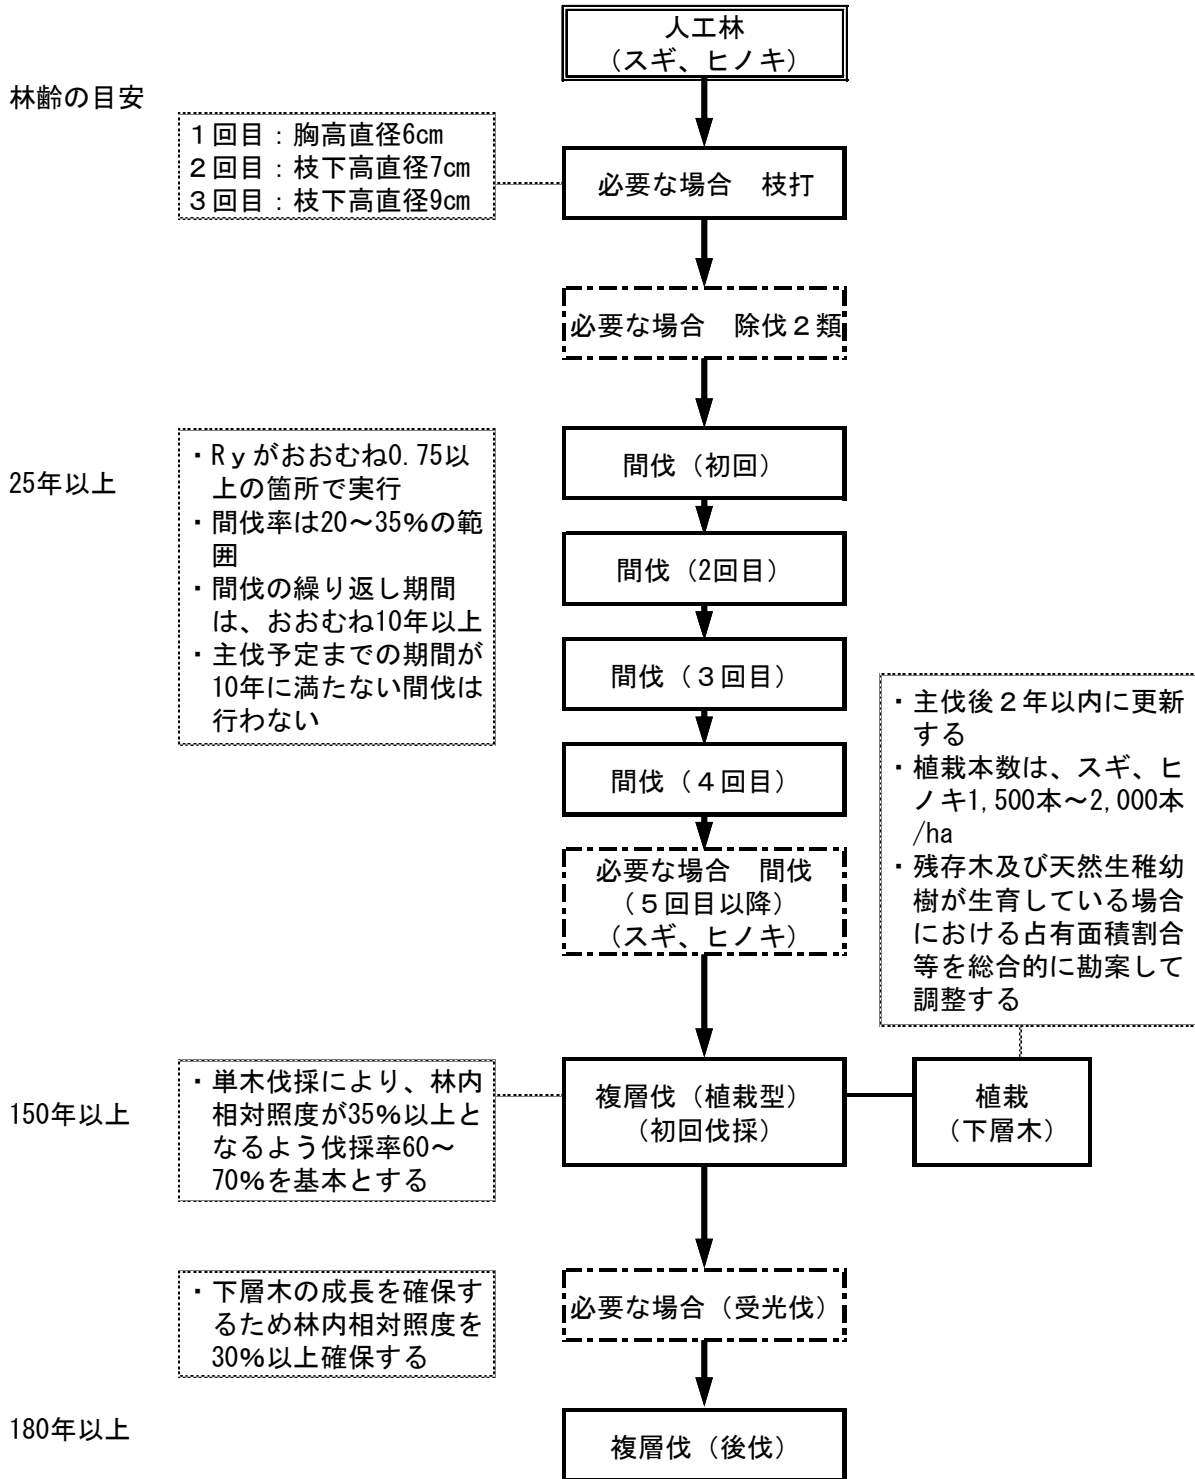 人工林
（スギ、ヒノキ）
林齢の目安
１回目：胸高直径6㎝
２回目：枝下高直径7㎝
３回目：枝下高直径9㎝
必要な場合　枝打
必要な場合　除伐２類
25年以上
・Ｒｙがおおむね0.75以
上の箇所で実行
・間伐率は20～35％の範
囲
・間伐の繰り返し期間
は、おおむね10年以上
・主伐予定までの期間が
10年に満たない間伐は
行わない
間伐（初回）
間伐（2回目）
間伐（３回目）
間伐（４回目）
必要な場合　間伐
（５回目以降）
（スギ、ヒノキ）
・主伐後２年以内に更新
する
・植栽本数は、スギ、ヒ
ノキ1,500本～2,000本
/ha
・残存木及び天然生稚幼
樹が生育している場合
における占有面積割合
等を総合的に勘案して
調整する
150年以上
・単木伐採により、林内
相対照度が35％以上と
なるよう伐採率60～
70％を基本とする
複層伐（植栽型）
（初回伐採）
植栽
（下層木）
・下層木の成長を確保す
るため林内相対照度を
30％以上確保する
必要な場合（受光伐）
180年以上
複層伐（後伐）